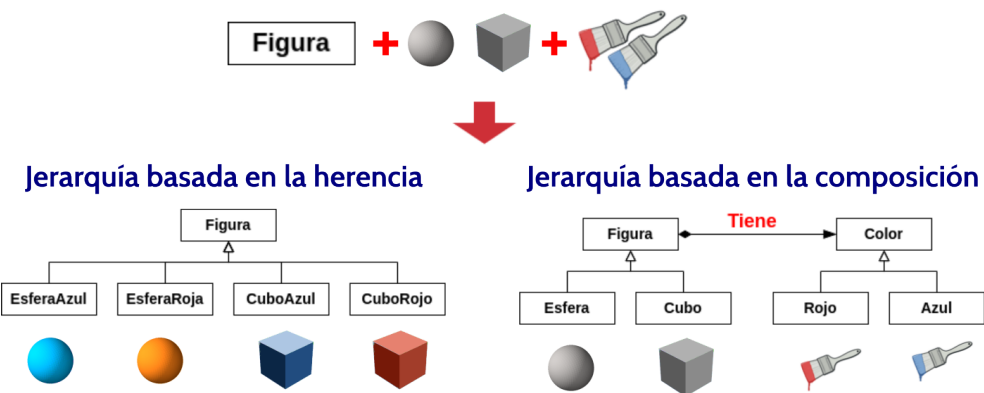 Figura
Jerarquía basada en la herencia
Jerarquía basada en la composición
Figura
EsferaAzul
EsferaRoja
CuboAzul
CuboRojo
Figura
Tiene
Color
Esfera
Cubo
Rojo
Azul